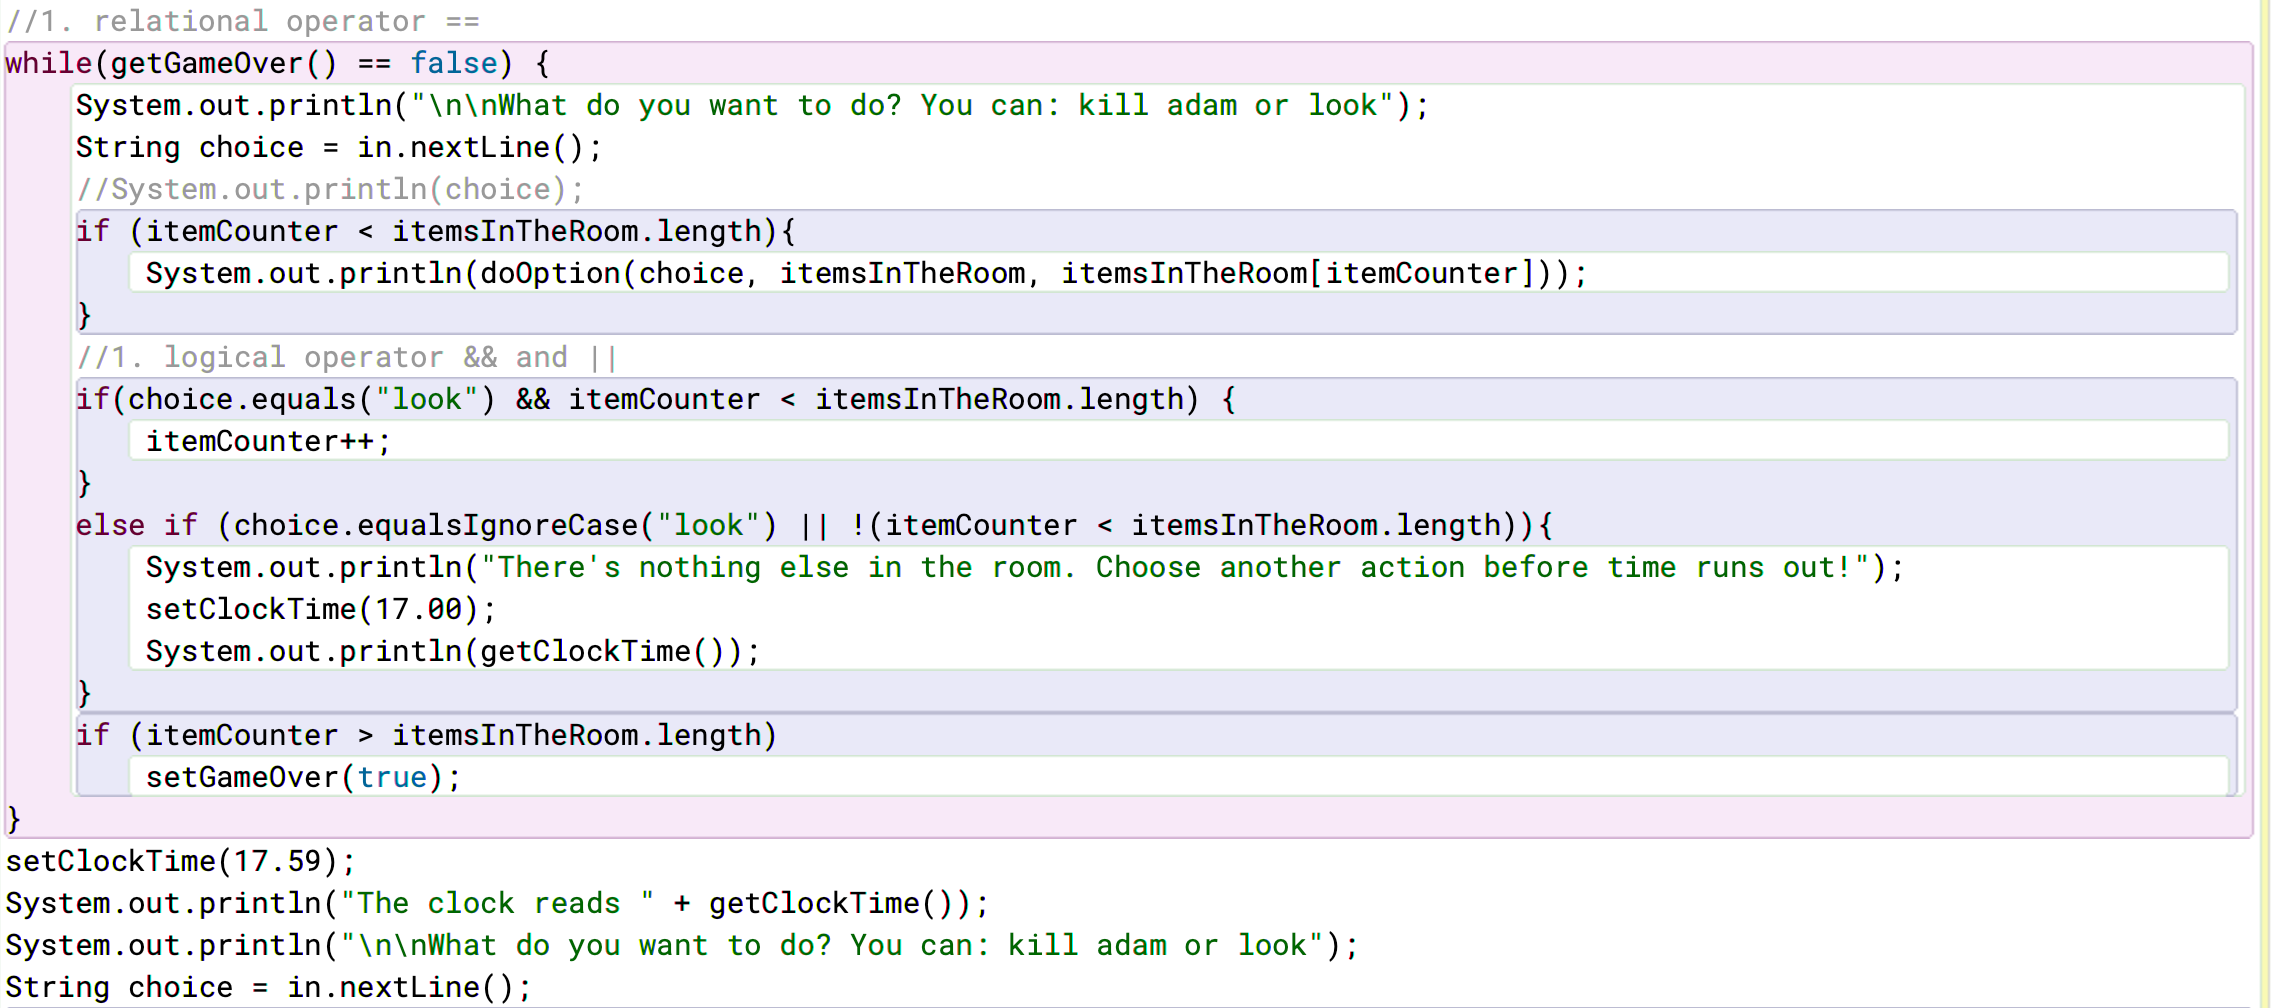 //1. relational operator ==
while(getGameOver() == false) {
System.out.println("\n\nWhat do you want to do? You can: kill adam or look");
String choice = in.nextLine();
//System.out.println(choice);
if (itemCounter < itemsInTheRoom.length){
System.out.println(doOption(choice, itemsInTheRoom, itemsInTheRoom[itemCounter]));
}
//1. logical operator && and ||
if(choice.equals("look") && itemCounter < itemsInTheRoom.length) {
itemCounter++;
}
else if (choice.equalsIgnoreCase("look") || !(itemCounter < itemsInTheRoom.length)){
System.out.println("There's nothing else in the room. Choose another action before time runs out!");
setClockTime(17.00);
System.out.println(getClockTime());
}
if (itemCounter > itemsInTheRoom.length)
setGameOver(true);
}
setClockTime(17.59);
System.out.println("The clock reads " + getClockTime());
System.out.println("\n\nWhat do you want to do? You can: kill adam or look");
String choice = in.nextLine();